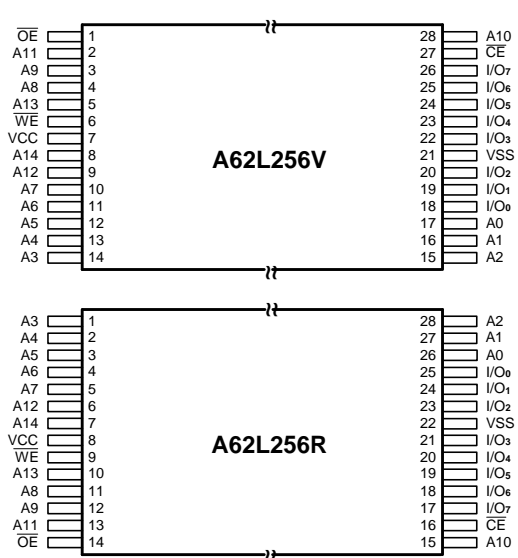 OE 1 28 A10
A11 2 27 CE
A9 3 26 I/O7
A8 4 25 I/O6
A13 5 24 I/O5
WE 6 23 I/O4
VCC 7 22 I/O3
A14 8 A62L256V 21 VSS
A12 9 20 I/O2
A7 10 19 I/O1
A6 11 18 I/O0
A5 12 17 A0
A4 13 16 A1
A3 14 15 A2
A3 1 28 A2
A4 2 27 A1
A5 3 26 A0
A6 4 25 I/O0
A7 5 24 I/O1
A12 6 23 I/O2
A14 7 22 VSS
VCC 8 A62L256R 21 I/O3
WE 9 20 I/O4
A13 10 19 I/O5
A8 11 18 I/O6
A9 12 17 I/O7
A11 13 16 CE
OE 14 15 A10